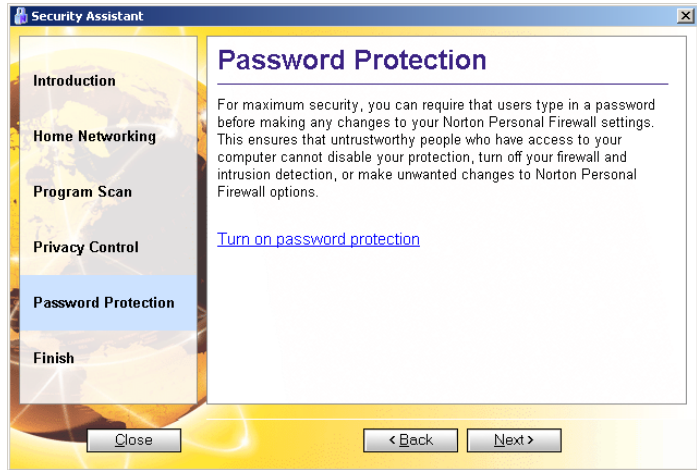 Security Assistant
Introduction
Home Networking
Program Scan
Privacy Control
Password Protection
Finish
Password Protection
For maximum security, you can require that users type in a password
before making any changes to your Norton Personal Firewall settings.
This ensures that untrustworthy people who have access to your
computer cannot disable your protection, turn off your firewall and
intrusion detection, or make unwanted changes to Norton Personal
Firewall options.
Turn on password protection
Close
< Back
Next >